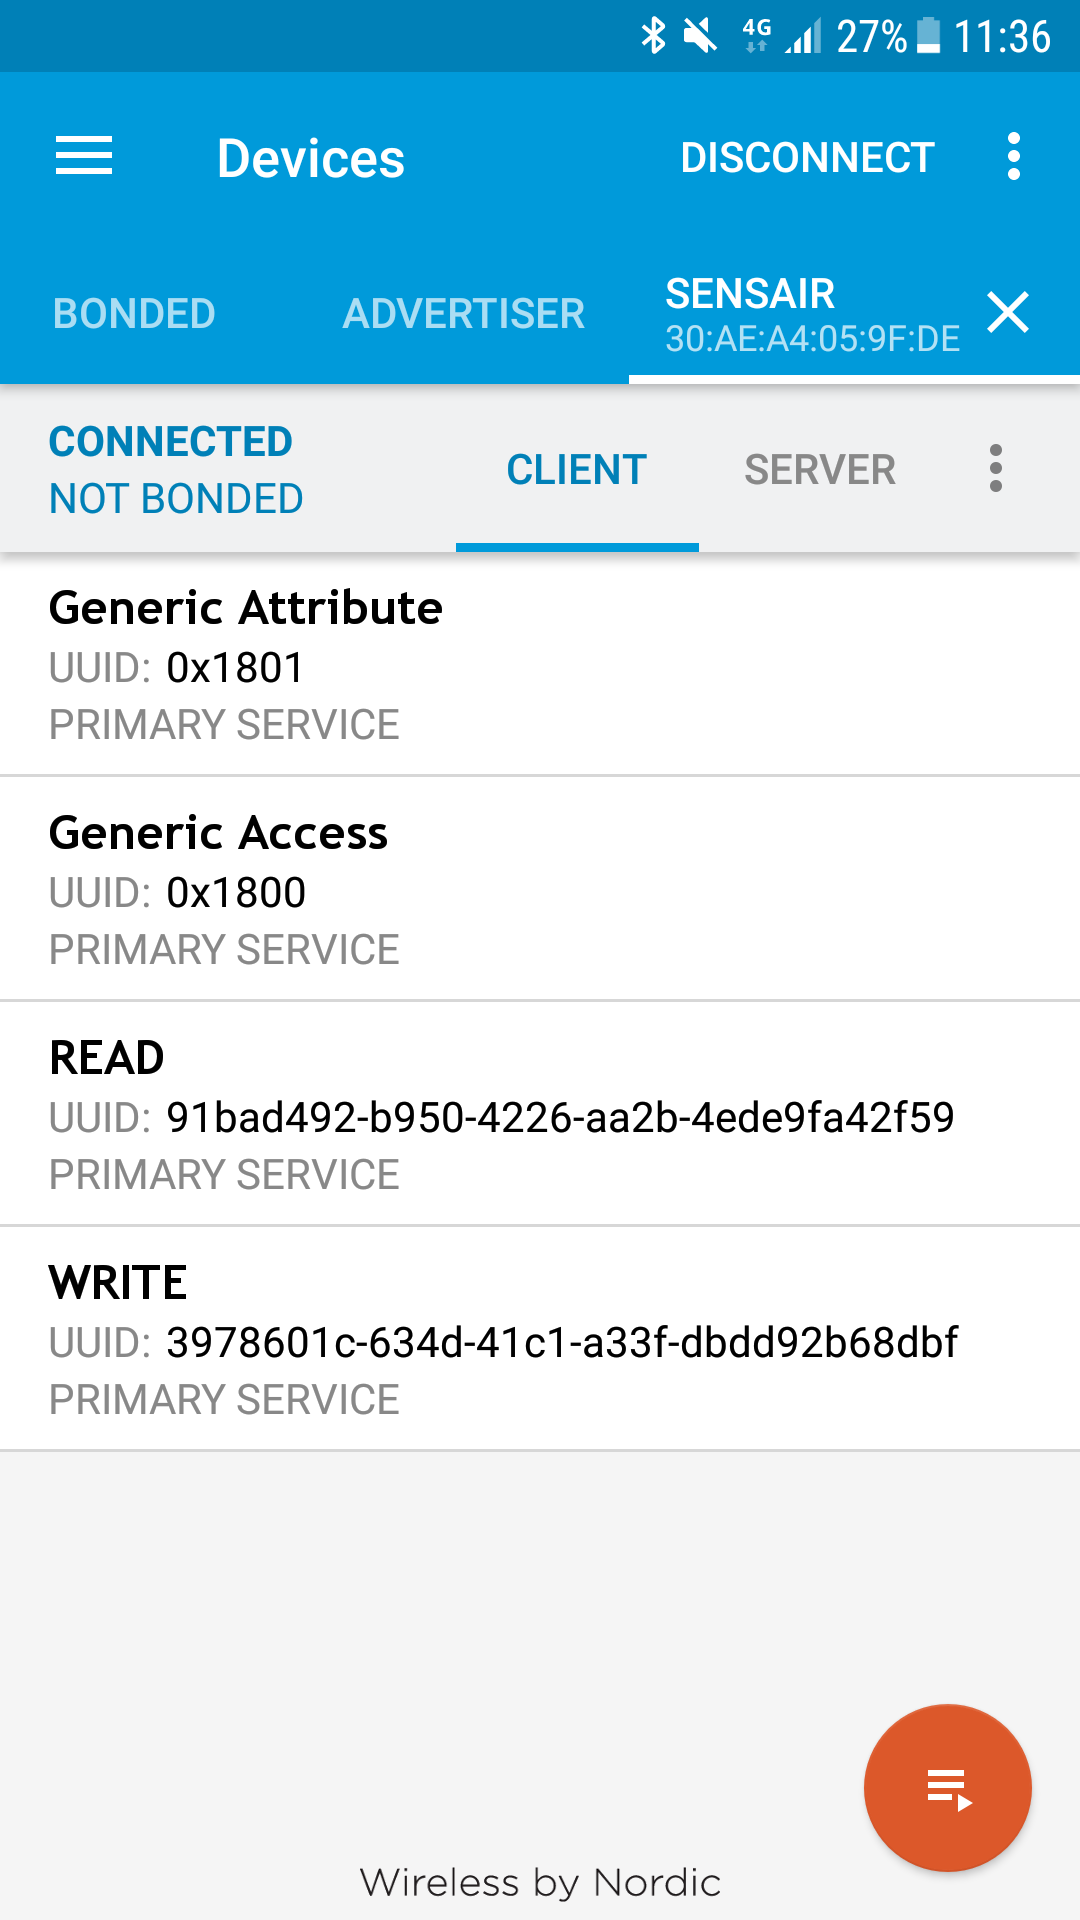 4G 27% 11:36
Devices DISCONNECT
BONDED ADVERTISER SENSAIR
30:AE:A4:05:9F:DE
CONNECTED
NOT BONDED
CLIENT SERVER
Generic Attribute
UUID: 0x1801
PRIMARY SERVICE
Generic Access
UUID: 0x1800
PRIMARY SERVICE
READ
UUID: 91bad492-b950-4226-aa2b-4ede9fa42f59
PRIMARY SERVICE
WRITE
UUID: 3978601c-634d-41c1-a33f-dbdd92b68dbf
PRIMARY SERVICE
Wireless by Nordic